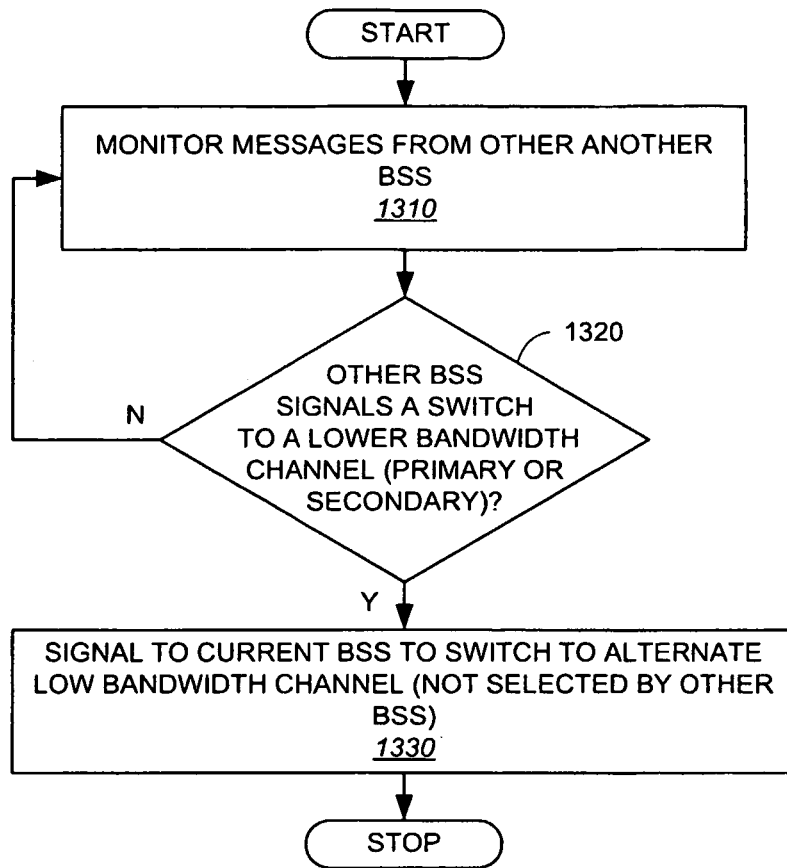 START
MONITOR MESSAGES FROM OTHER ANOTHER
BSS
1310
1320
OTHER BSS
SIGNALS A SWITCH
TO A LOWER BANDWIDTH
CHANNEL (PRIMARY OR
SECONDARY)?
N
Y
SIGNAL TO CURRENT BSS TO SWITCH TO ALTERNATE
LOW BANDWIDTH CHANNEL (NOT SELECTED BY OTHER
BSS)
1330
STOP